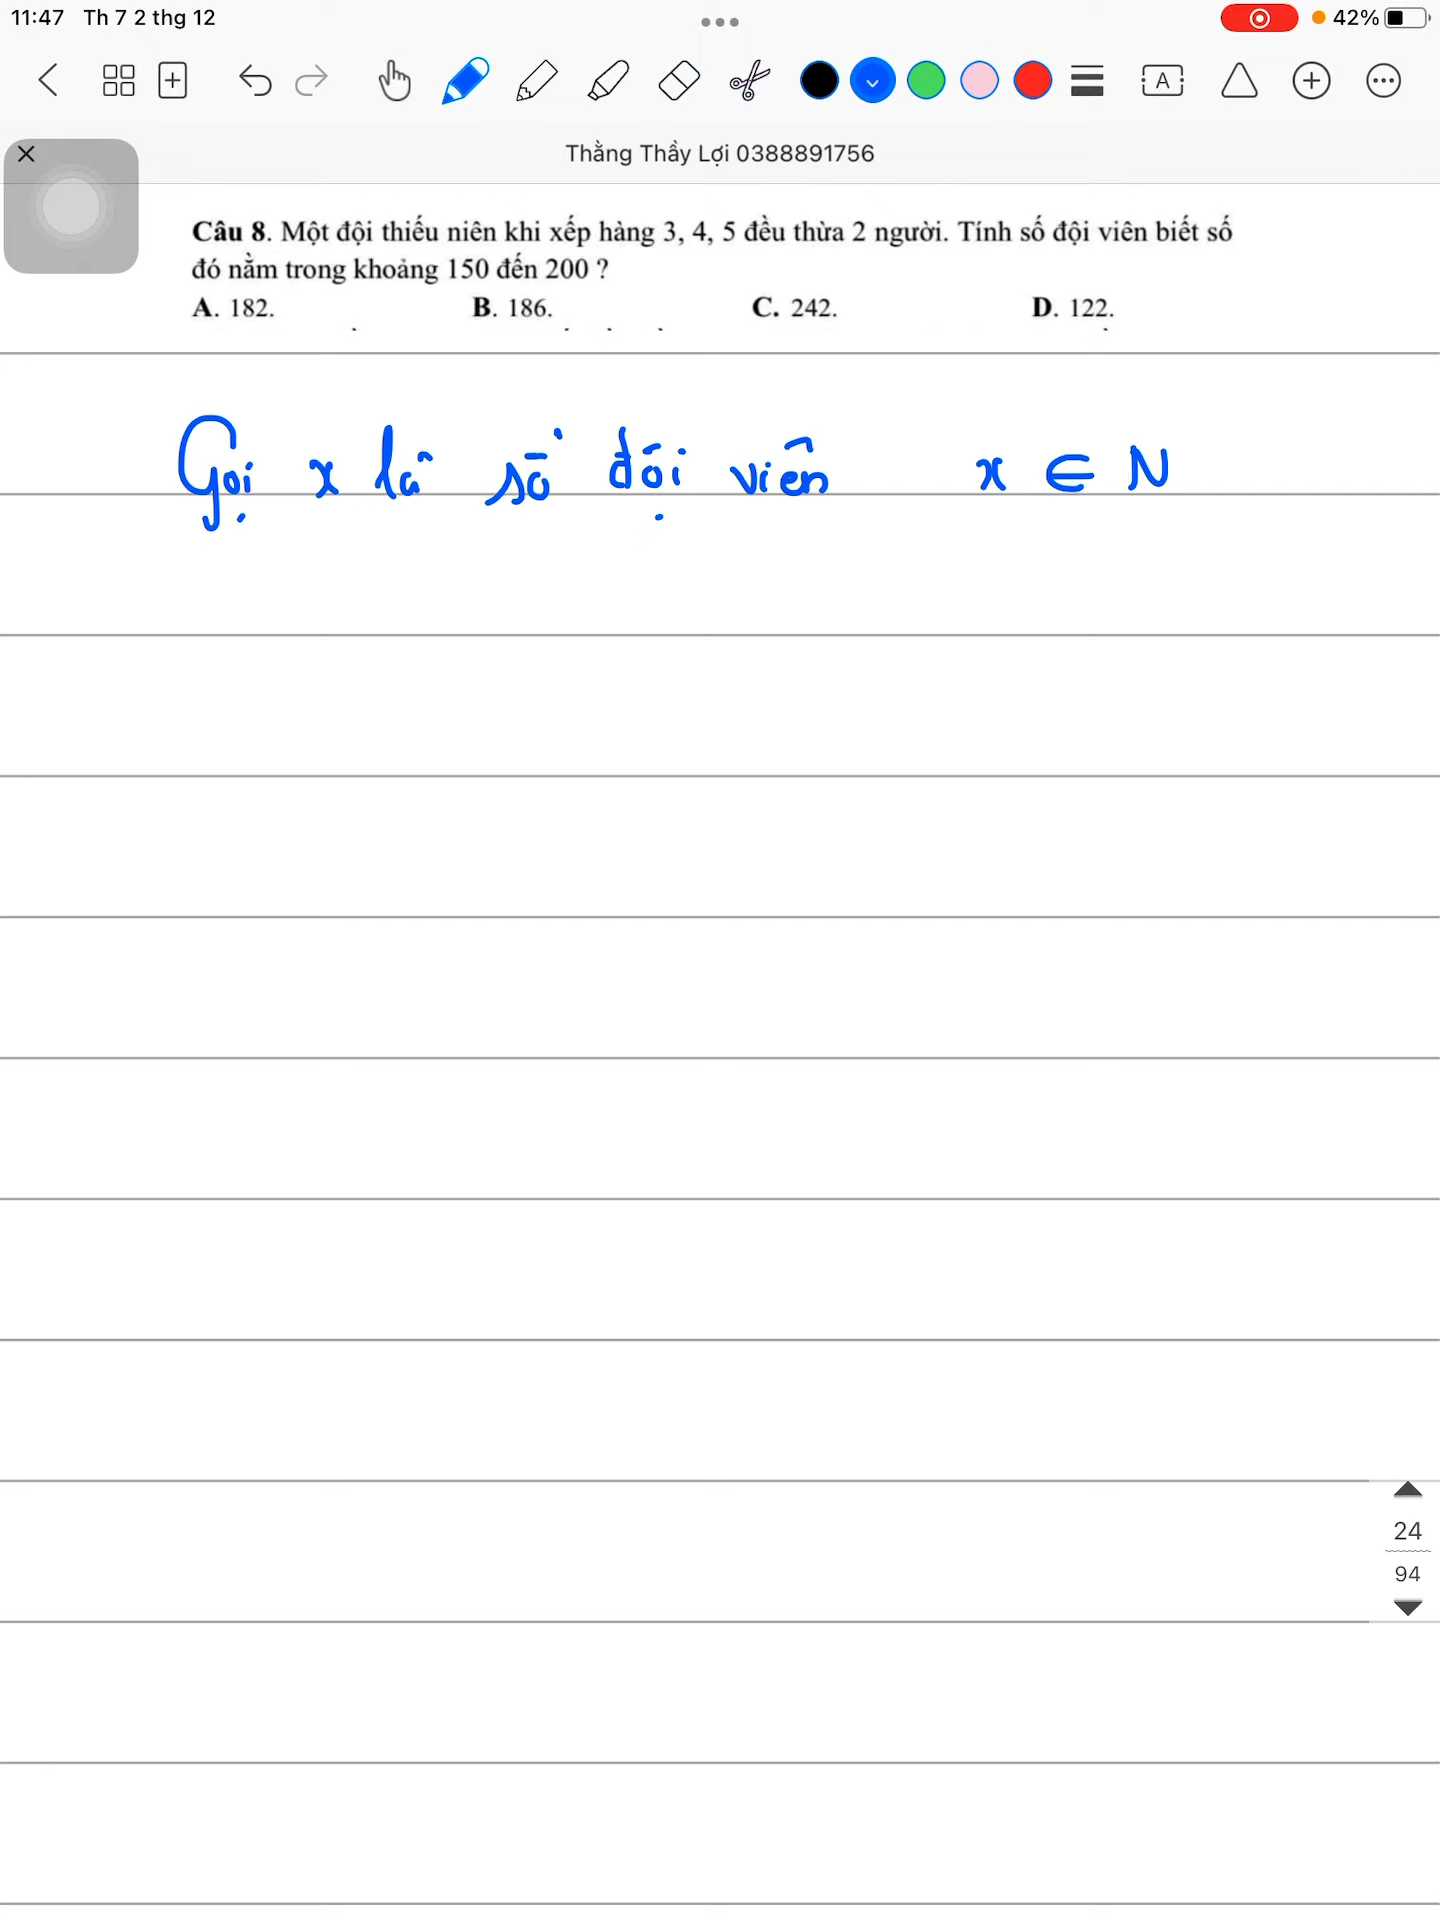 11:47 Th 7 2 thg 12
42%
A
Thằng Thầy Lợi 0388891756
Câu 8. Một đội thiếu niên khi xếp hàng 3, 4, 5 đều thừa 2 người. Tính số đội viên biết số
đó nằm trong khoảng 150 đến 200 ?
A. 182. B. 186. C. 242. D. 122.
Gọi x là số đội viên x ∈ N
24
94